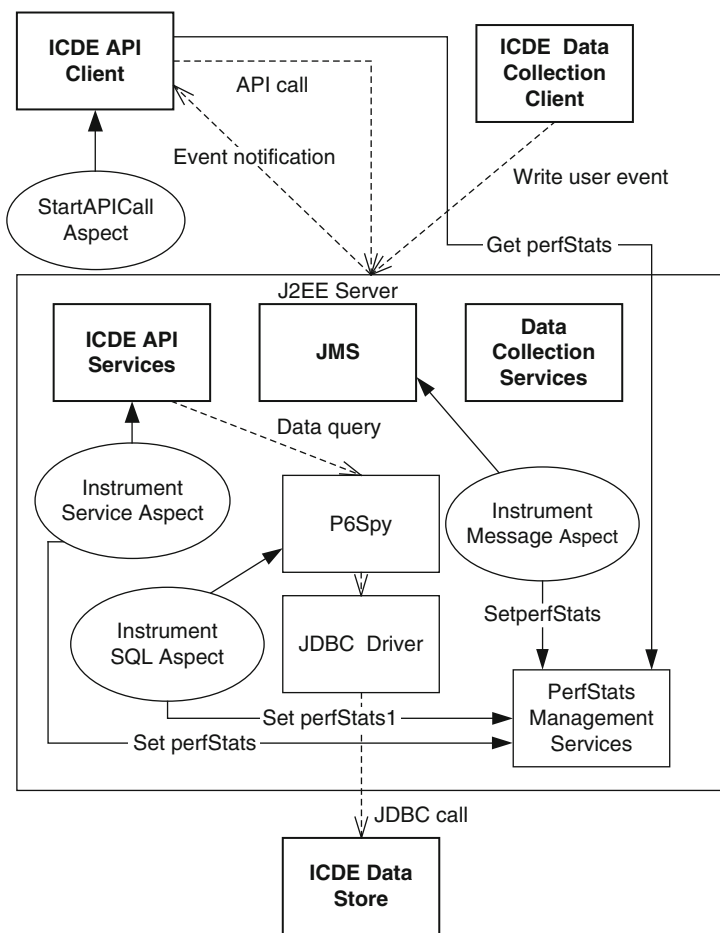 ICDE API
Client
ICDE Data
Collection
Client
API call
Event notification
Write user event
StartAPICall
Aspect
Get perfStats
J2EE Server
ICDE API
Services
JMS
Data
Collection
Services
Data query
Instrument
Service Aspect
P6Spy
Instrument
Message Aspect
Instrument
SQL Aspect
JDBC Driver
SetperfStats
PerfStats
Management
Services
Set perfStats1
Set perfStats
JDBC call
ICDE Data
Store